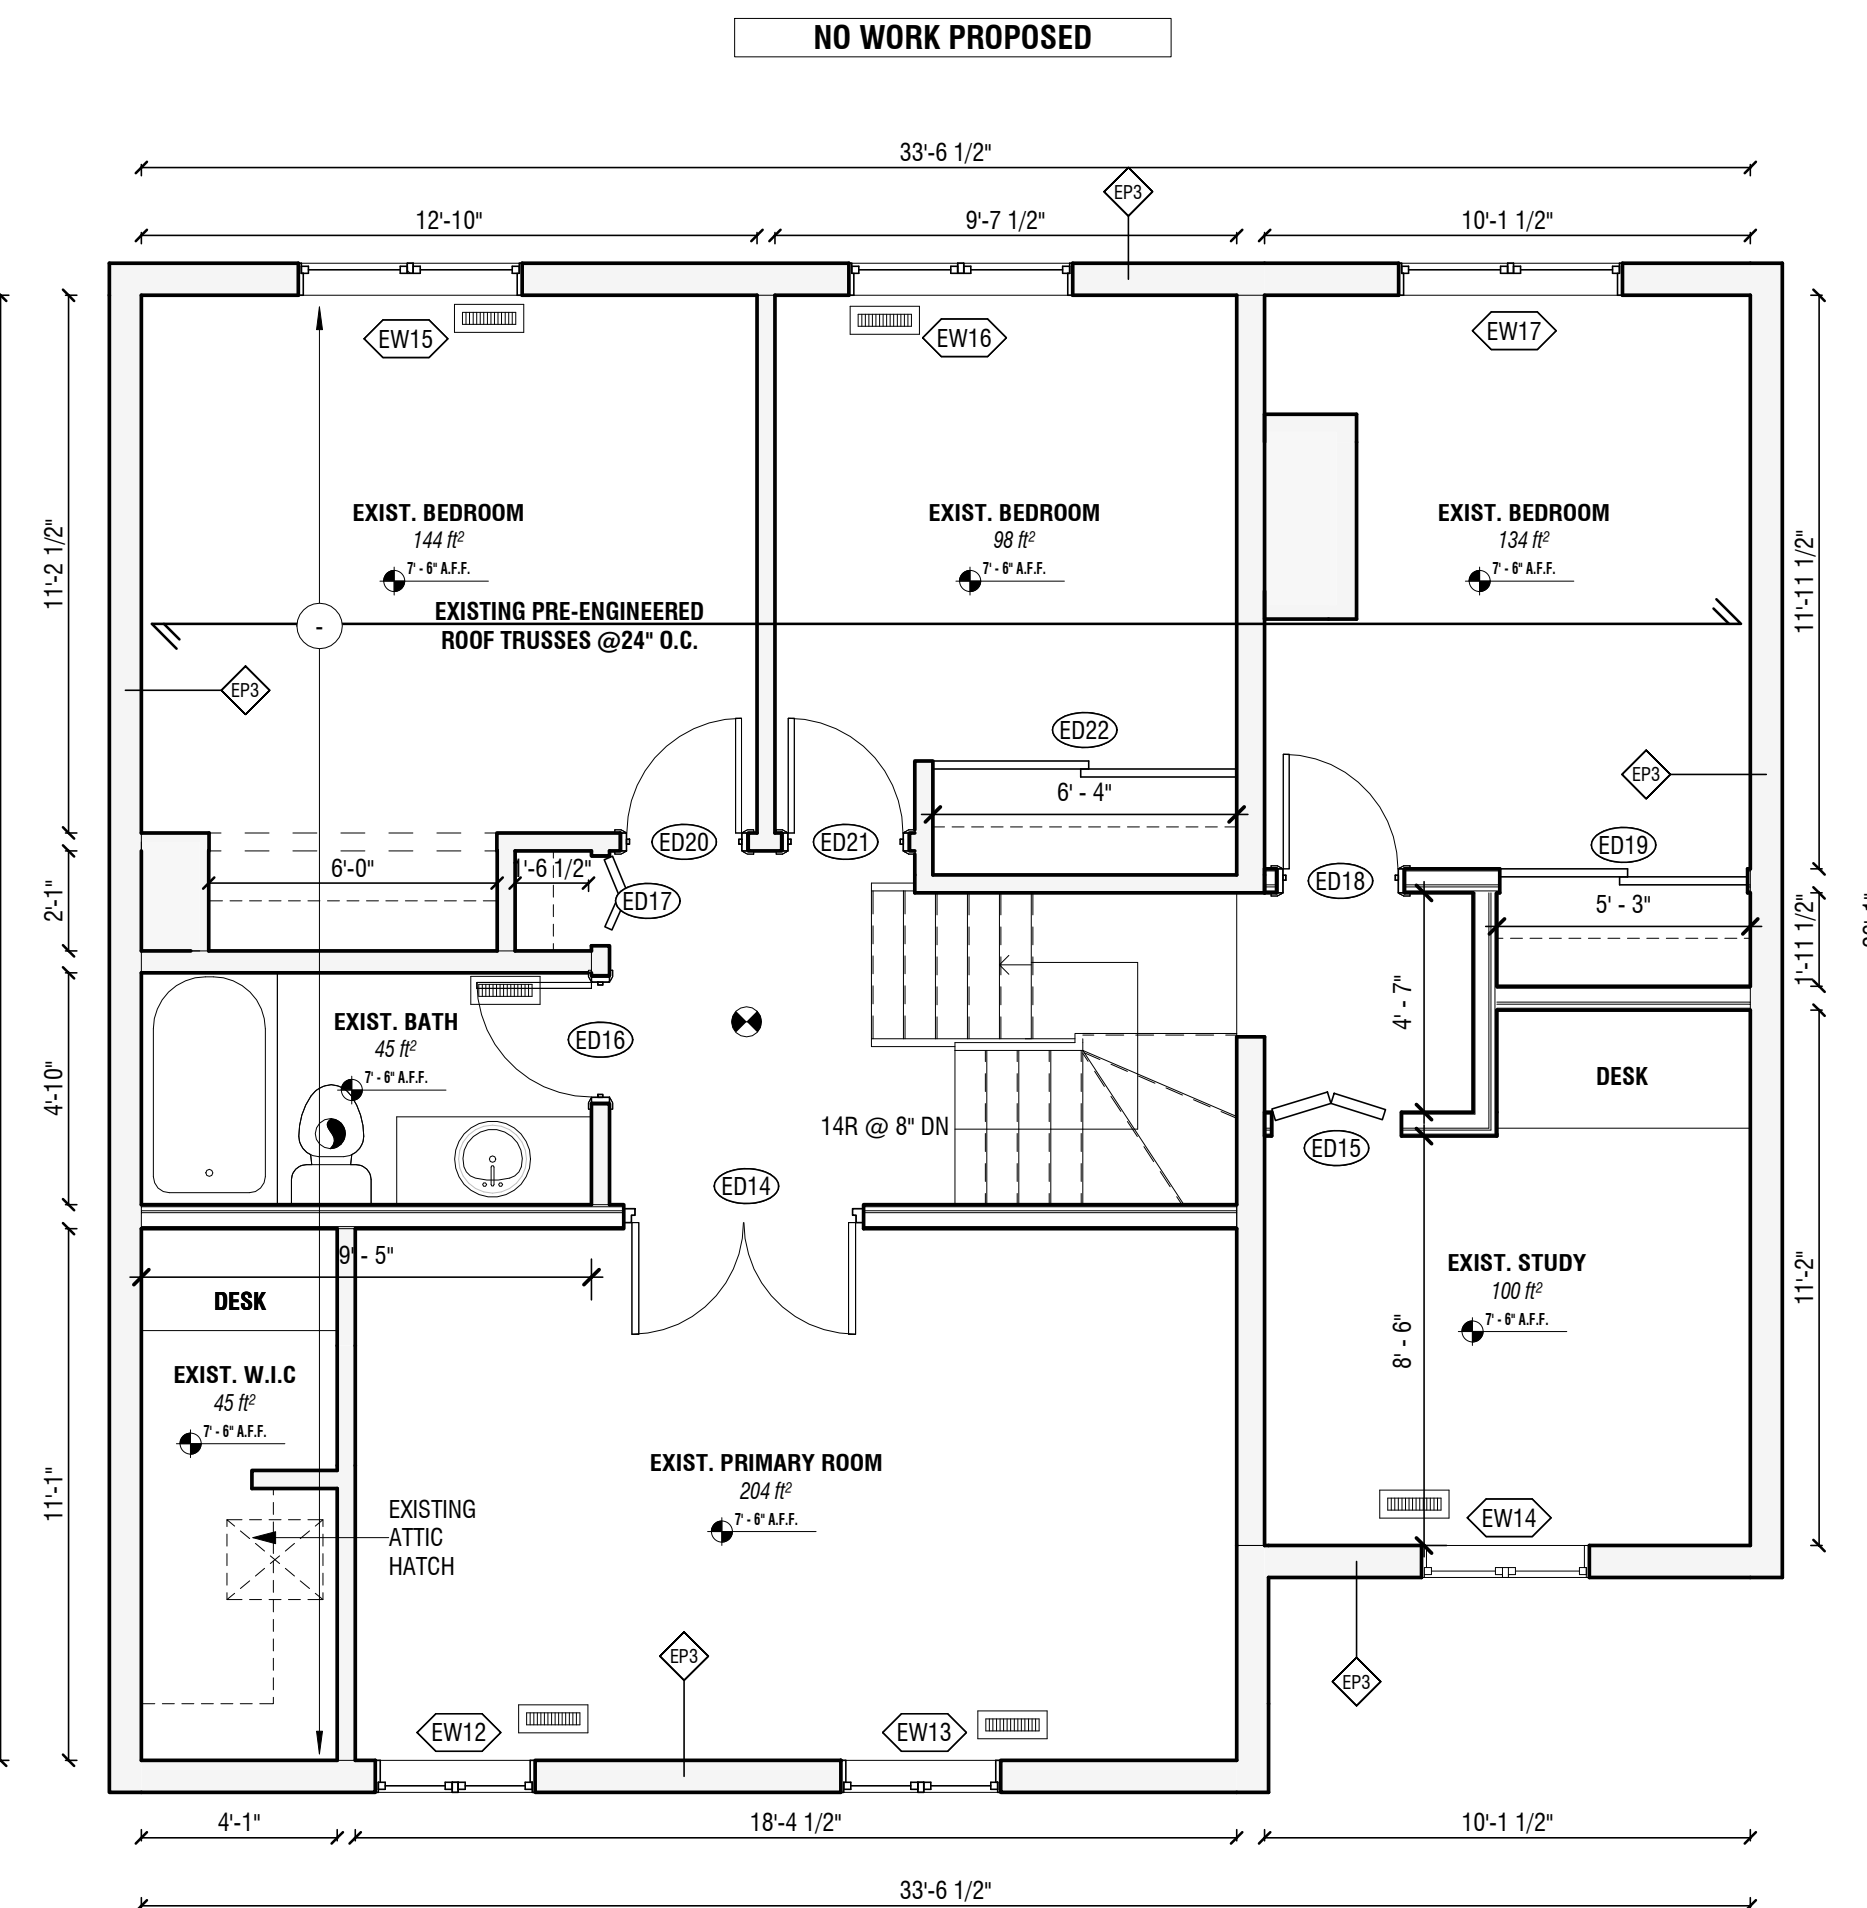 NO WORK PROPOSED
33'-6 1/2"
EP3
12'-10"
9'-7 1/2"
10'-1 1/2"
EW15
EW16
EW17
EXIST. BEDROOM
144 ft²
7' - 6" A.F.F.
EXIST. BEDROOM
98 ft²
7' - 6" A.F.F.
EXIST. BEDROOM
134 ft²
7' - 6" A.F.F.
11'-2 1/2"
11'-11 1/2"
EXISTING PRE-ENGINEERED
ROOF TRUSSES @24" O.C.
-
EP3
ED22
EP3
6' - 4"
ED20
ED21
ED19
6'-0"
1'-6 1/2"
ED17
ED18
5' - 3"
2'-1"
1'-11 1/2"
4' - 7"
EXIST. BATH
45 ft²
7' - 6" A.F.F.
ED16
4'-10"
DESK
14R @ 8" DN
ED15
ED14
9' - 5"
DESK
EXIST. STUDY
100 ft²
7' - 6" A.F.F.
11'-2"
8' - 6"
EXIST. W.I.C
45 ft²
7' - 6" A.F.F.
EXIST. PRIMARY ROOM
204 ft²
7' - 6" A.F.F.
11'-1"
EXISTING
ATTIC
HATCH
EW14
EP3
EP3
EW12
EW13
4'-1"
18'-4 1/2"
10'-1 1/2"
33'-6 1/2"